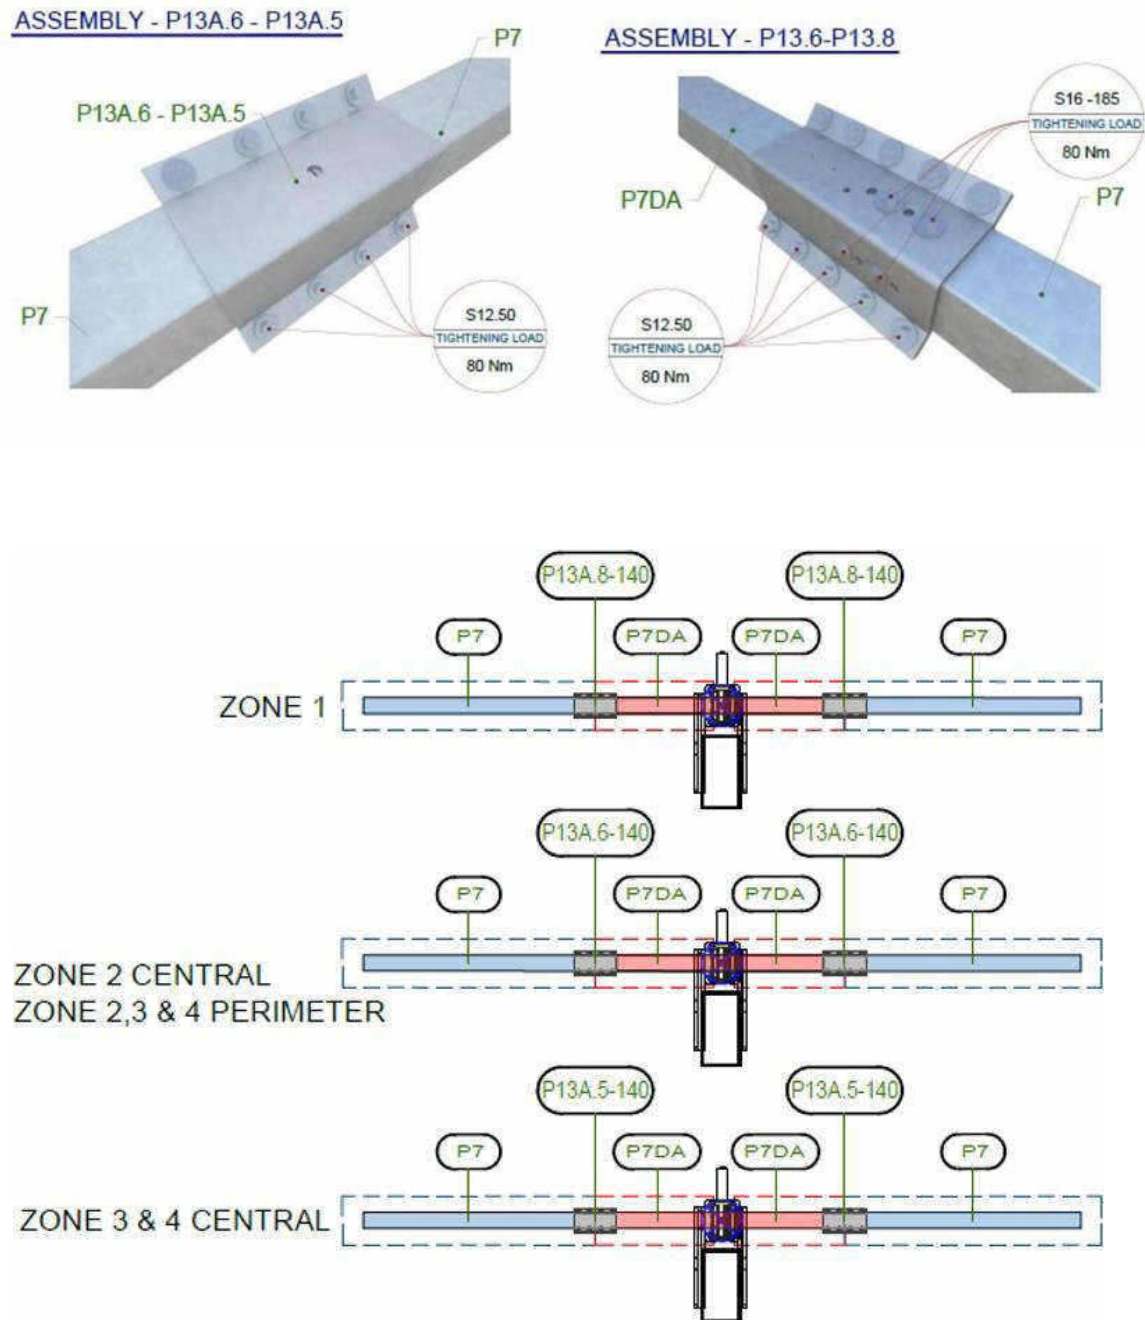 ASSEMBLY - P13A.6 - P13A.5
P7
P13A.6 - P13A.5
P7
S12.50
TIGHTENING LOAD
80 Nm
ASSEMBLY - P13.6-P13.8
S16 -185
TIGHTENING LOAD
80 Nm
P7DA
P7
S12.50
TIGHTENING LOAD
80 Nm
P13A.8-140 P13A.8-140
P7 P7DA P7DA P7
ZONE 1
P13A.6-140 P13A.6-140
P7 P7DA P7DA P7
ZONE 2 CENTRAL
ZONE 2,3 & 4 PERIMETER
P13A.5-140 P13A.5-140
P7 P7DA P7DA P7
ZONE 3 & 4 CENTRAL